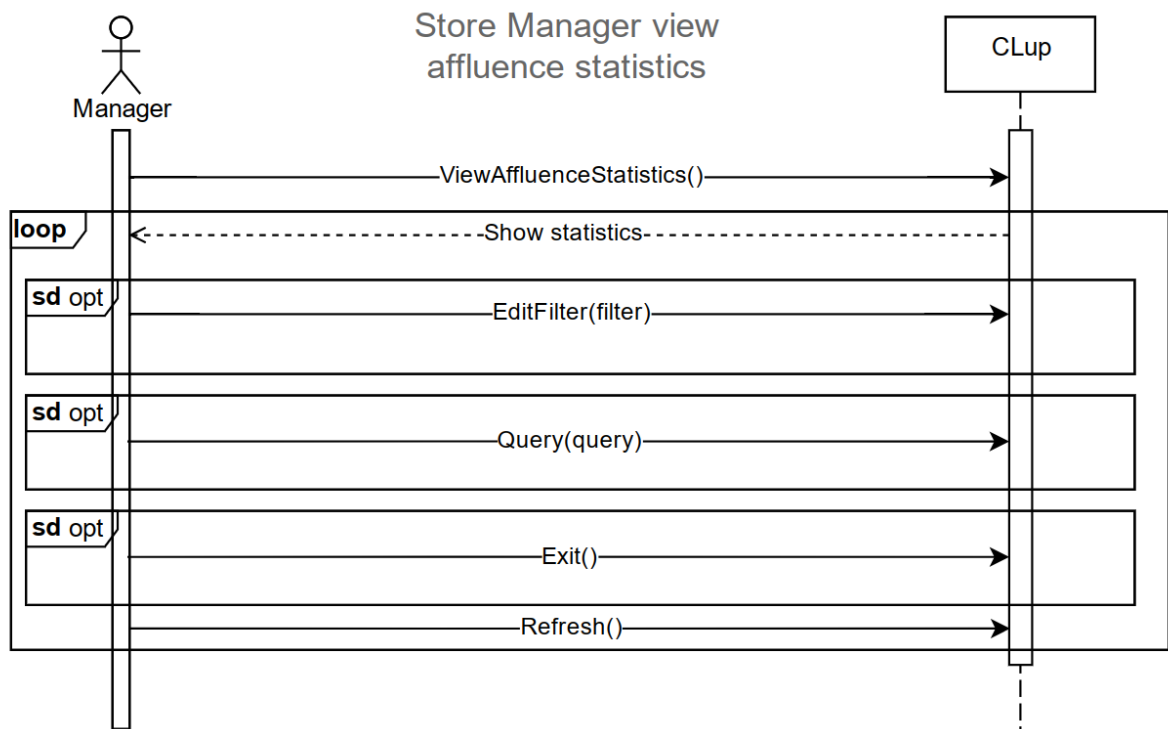 Store Manager view
affluence statistics
CLup
Manager
ViewAffluenceStatistics()
loop
Show statistics
sd opt
EditFilter(filter)
sd opt
Query(query)
sd opt
Exit()
Refresh()